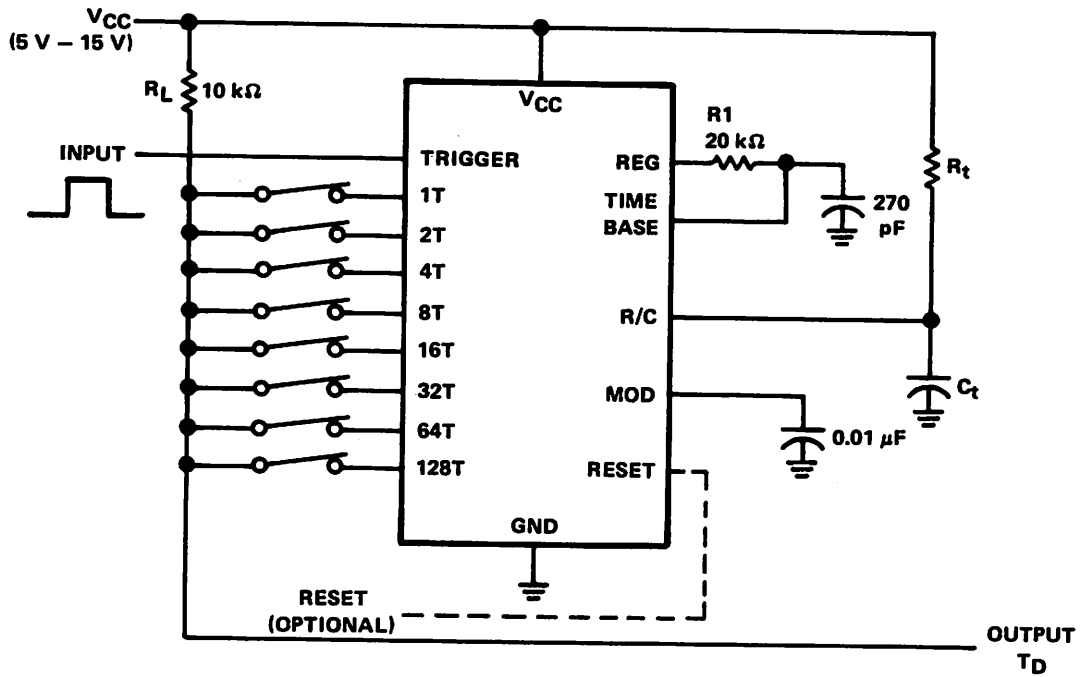 VCC
(5 V – 15 V)
RL 10 kΩ
INPUT
VCC
TRIGGER
1T
2T
4T
8T
16T
32T
64T
128T
REG
TIME
BASE
R/C
MOD
RESET
GND
R1
20 kΩ
270
pF
Rt
Ct
0.01 μF
RESET
(OPTIONAL)
OUTPUT
TD